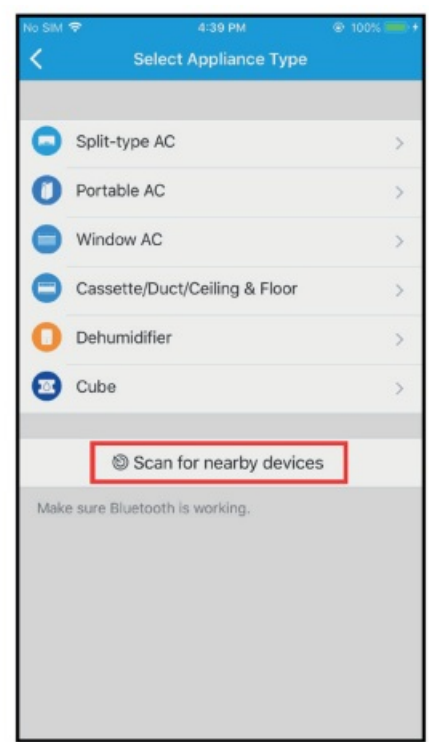 No SIM 4:39 PM 100%
Select Appliance Type
Split-type AC
Portable AC
Window AC
Cassette/Duct/Ceiling & Floor
Dehumidifier
Cube
Scan for nearby devices
Make sure Bluetooth is working.